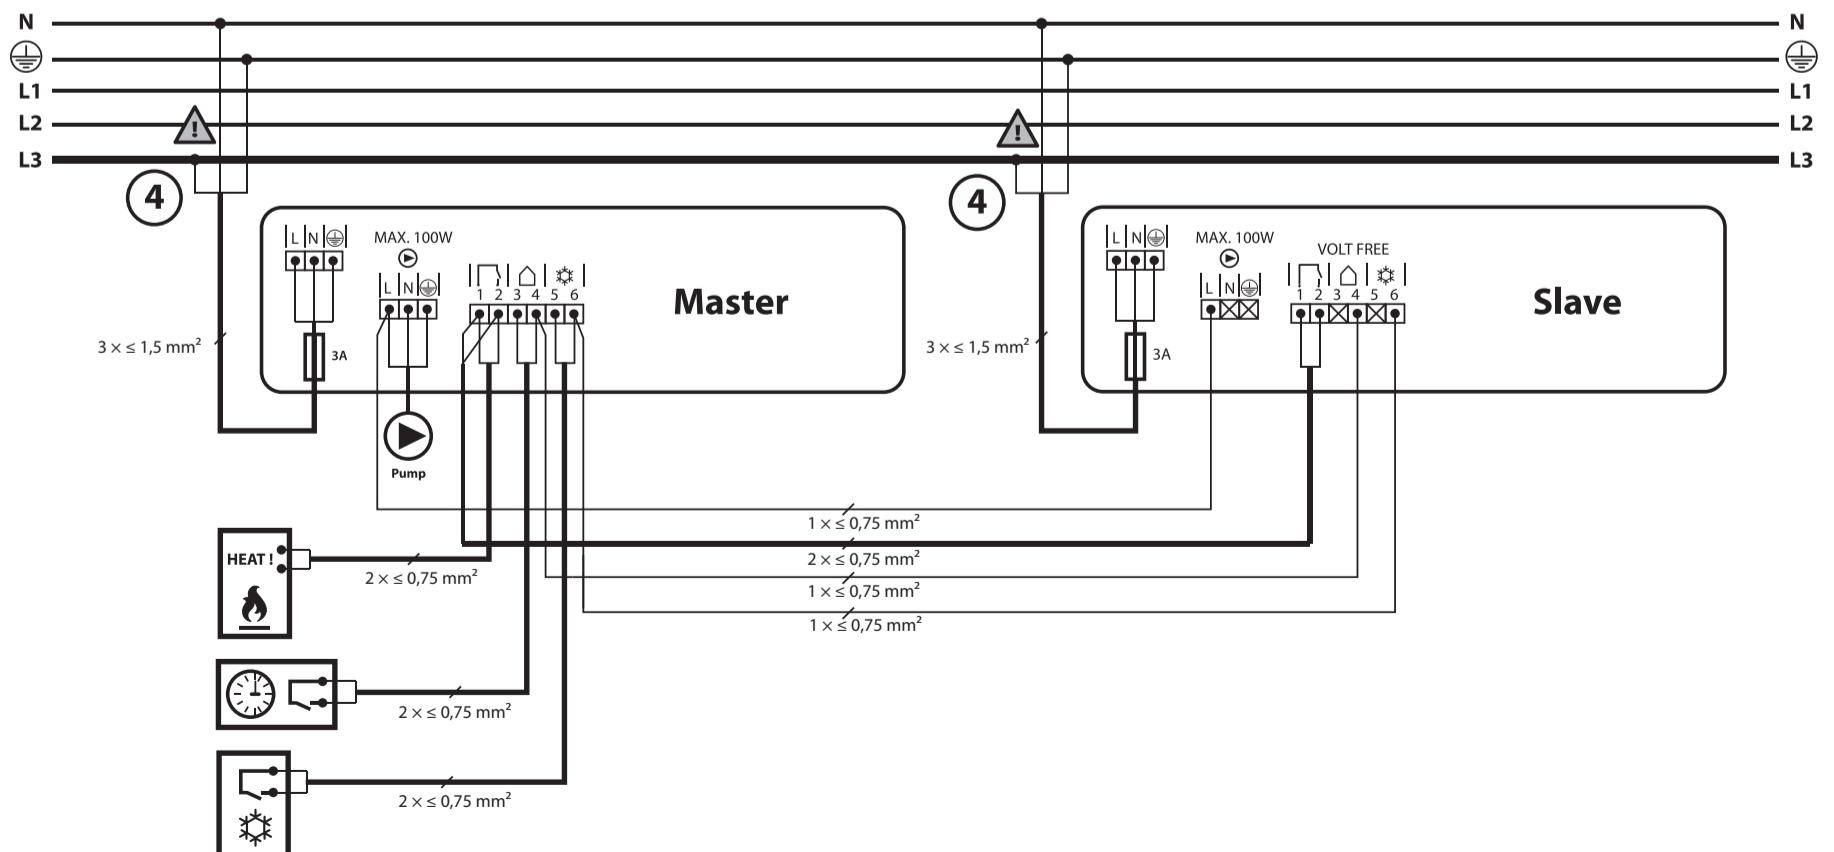 N N
L1 L1
L2 L2
L3 L3
! !
4 4
L N
MAX. 100W
L N
1 2 3 4 5 6
Master
3A
3 × ≤ 1,5 mm²
Pump
L N
MAX. 100W
VOLT FREE
L N
1 2 3 4 5 6
Slave
3A
3 × ≤ 1,5 mm²
1 × ≤ 0,75 mm²
2 × ≤ 0,75 mm²
1 × ≤ 0,75 mm²
1 × ≤ 0,75 mm²
HEAT !
2 × ≤ 0,75 mm²
2 × ≤ 0,75 mm²
2 × ≤ 0,75 mm²